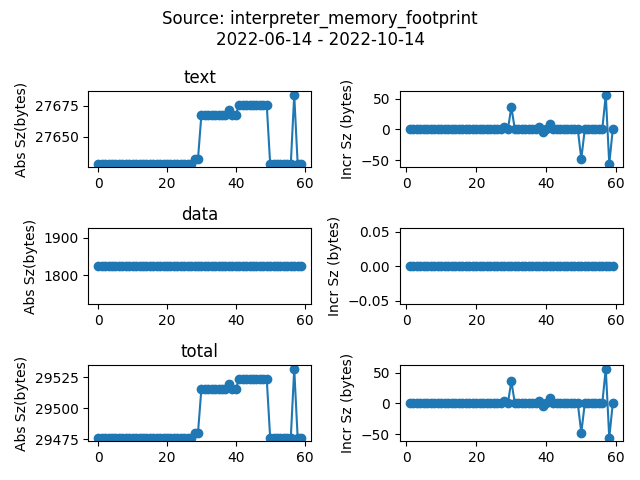 Source: interpreter_memory_footprint
2022-06-14 - 2022-10-14
text
Abs Sz(bytes)
27675
27650
0 20 40 60
Incr Sz (bytes)
50
0
−50
0 20 40 60
data
Abs Sz(bytes)
1900
1800
0 20 40 60
Incr Sz (bytes)
0.05
0.00
−0.05
0 20 40 60
total
Abs Sz(bytes)
29525
29500
29475
0 20 40 60
Incr Sz (bytes)
50
0
−50
0 20 40 60